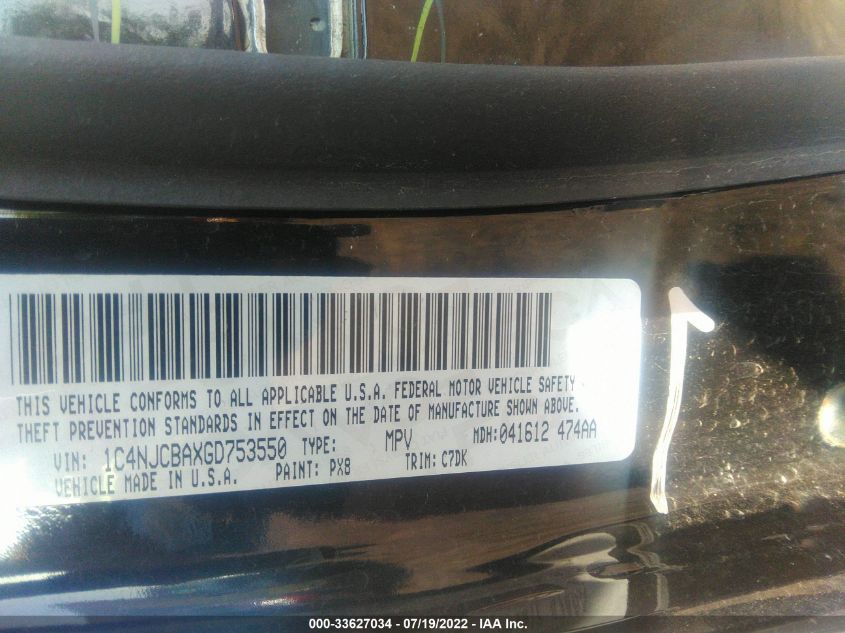 THIS VEHICLE CONFORMS TO ALL APPLICABLE U.S.A. FEDERAL MOTOR VEHICLE SAFETY
THEFT PREVENTION STANDARDS IN EFFECT ON THE DATE OF MANUFACTURE SHOWN ABOVE.
VIN: 1C4NJCBAXGD753550 TYPE: MPV MDH:041612 474AA
VEHICLE MADE IN U.S.A. PAINT: PX8 TRIM: C7DK
000-33627034 - 07/19/2022 - IAA Inc.